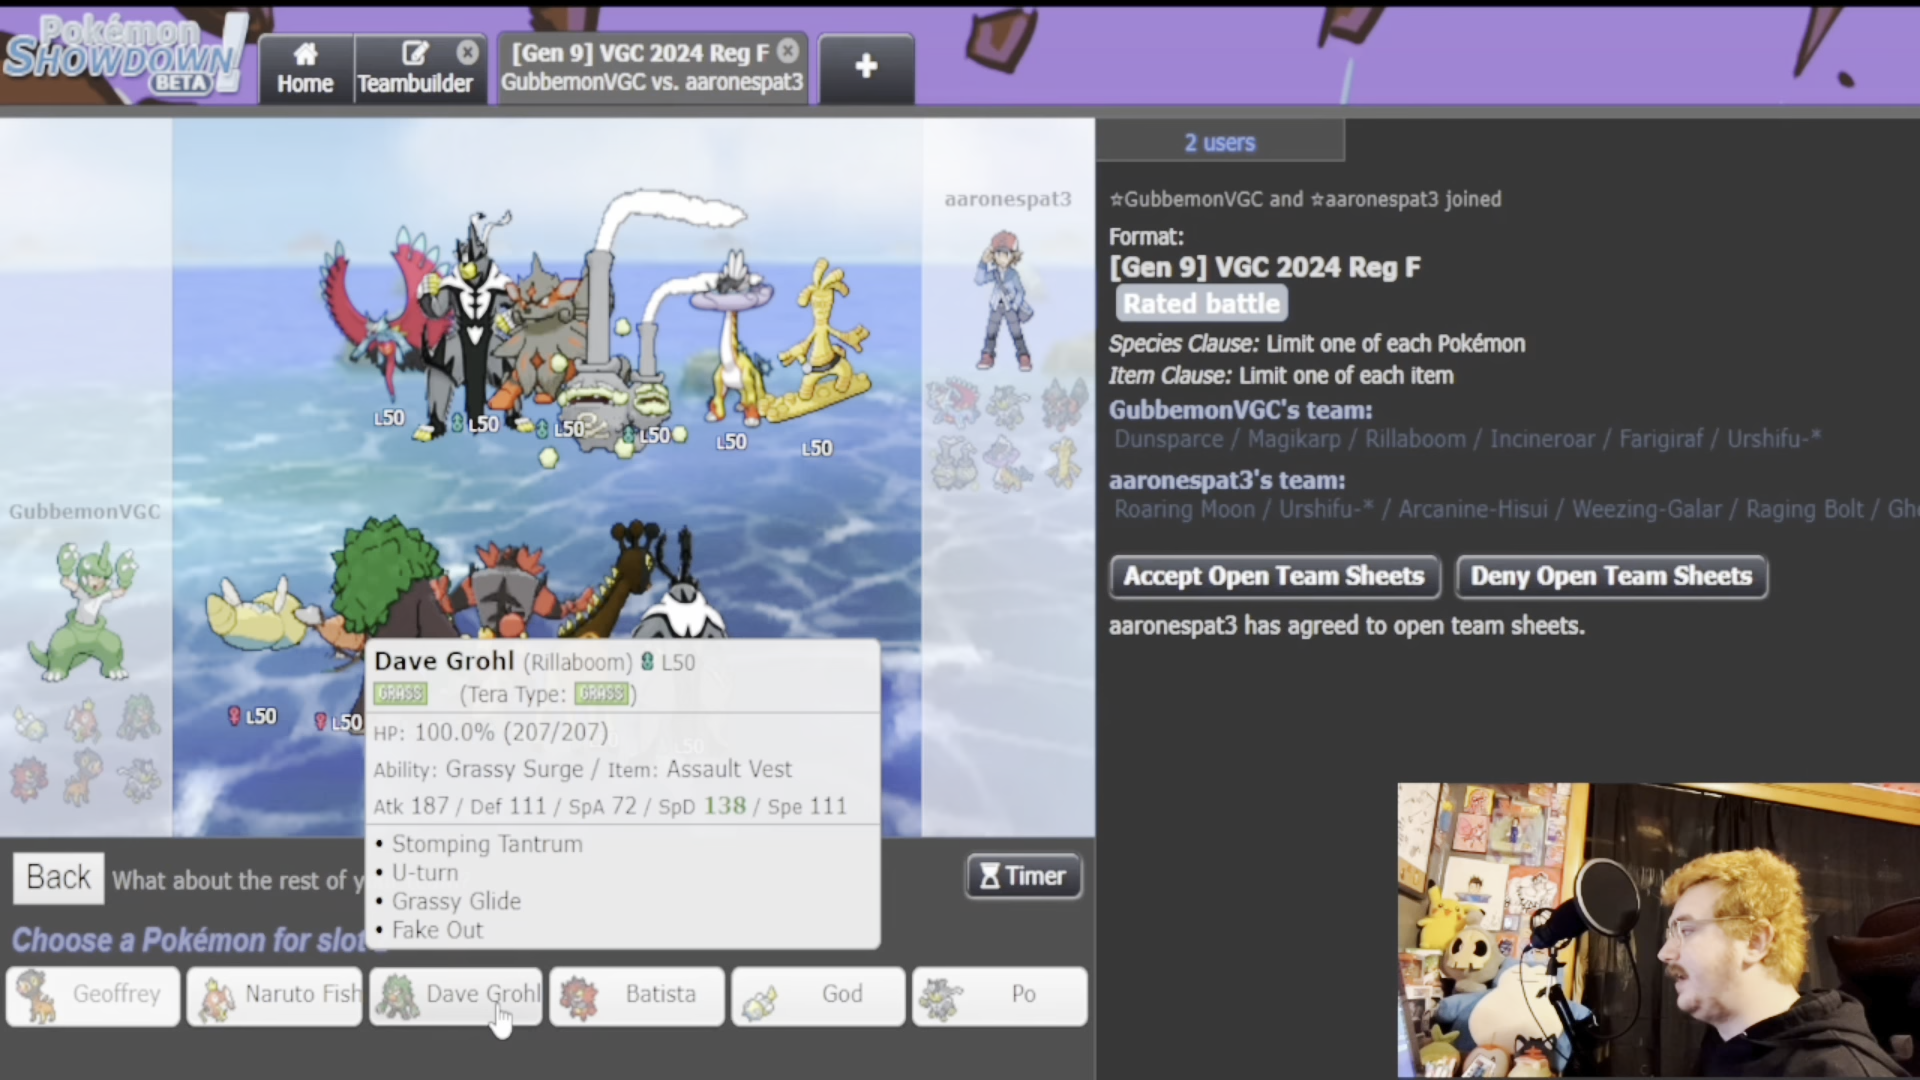 Pokémon
SHOWDOWN!
BETA
Home
Teambuilder
[Gen 9] VGC 2024 Reg F
GubbemonVGC vs. aaronespat3
2 users
☆GubbemonVGC and ☆aaronespat3 joined
Format:
[Gen 9] VGC 2024 Reg F
Rated battle
Species Clause: Limit one of each Pokémon
Item Clause: Limit one of each item
GubbemonVGC's team:
Dunsparce / Magikarp / Rillaboom / Incineroar / Farigiraf / Urshifu-*
aaronespat3's team:
Roaring Moon / Urshifu-* / Arcanine-Hisui / Weezing-Galar / Raging Bolt / Gh
Accept Open Team Sheets
Deny Open Team Sheets
aaronespat3 has agreed to open team sheets.
aaronespat3
L50
L50
L50
L50
L50
L50
GubbemonVGC
L50
L50
L50
Dave Grohl (Rillaboom) L50
GRASS (Tera Type: GRASS)
HP: 100.0% (207/207)
Ability: Grassy Surge / Item: Assault Vest
Atk 187 / Def 111 / SpA 72 / SpD 138 / Spe 111
• Stomping Tantrum
• U-turn
• Grassy Glide
• Fake Out
Back
What about the rest of y
Timer
Choose a Pokémon for slot
Geoffrey
Naruto Fish
Dave Grohl
Batista
God
Po